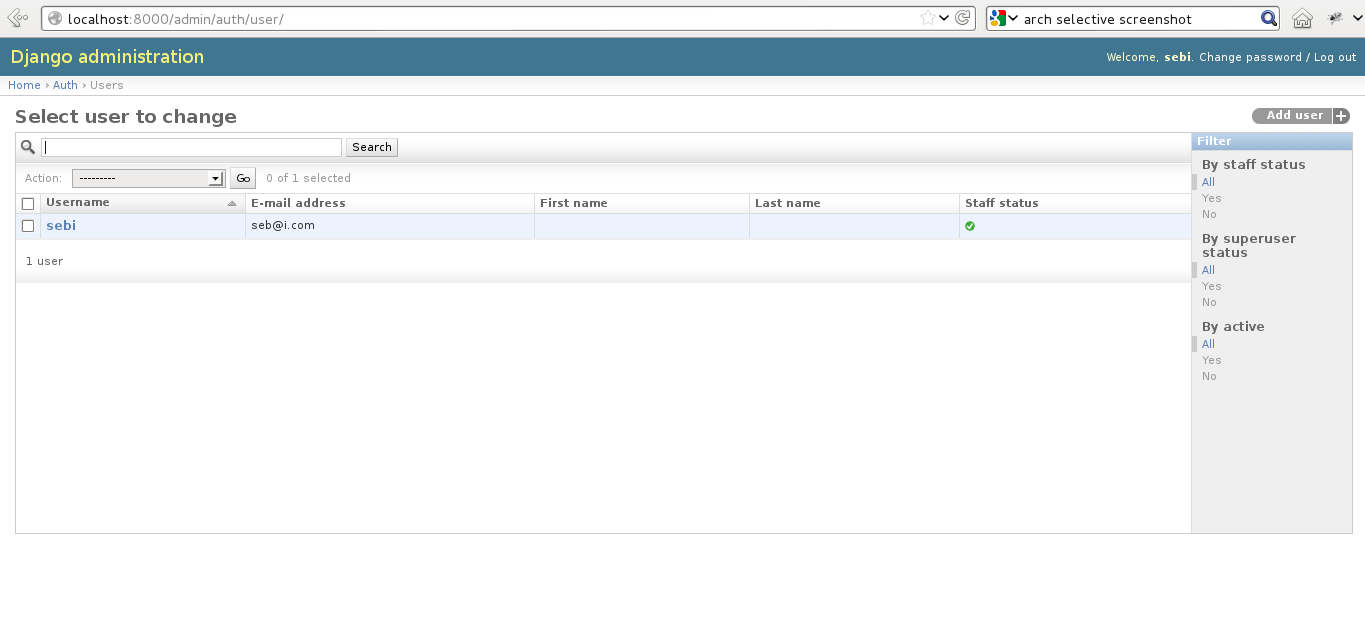 localhost:8000/admin/auth/user/
arch selective screenshot
Django administration
Welcome, sebi. Change password / Log out
Home › Auth › Users
Select user to change
Add user +
Search
Filter
Action: --------- Go 0 of 1 selected
Username E-mail address First name Last name Staff status
sebi seb@i.com
1 user
By staff status
All
Yes
No
By superuser
status
All
Yes
No
By active
All
Yes
No